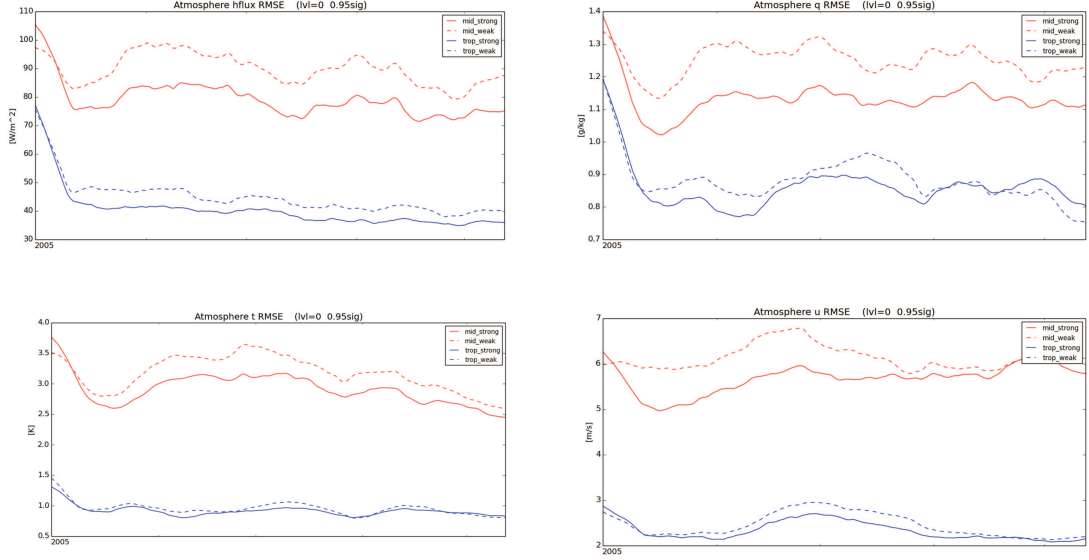 Atmosphere hflux RMSE (lvl=0 0.95sig)
110
100
90
80
70
60
50
40
30
[W/m^2]
2005
mid_strong
mid_weak
trop_strong
trop_weak
Atmosphere q RMSE (lvl=0 0.95sig)
1.4
1.3
1.2
1.1
1.0
0.9
0.8
0.7
[g/kg]
2005
mid_strong
mid_weak
trop_strong
trop_weak
Atmosphere t RMSE (lvl=0 0.95sig)
4.0
3.5
3.0
2.5
2.0
1.5
1.0
0.5
[K]
2005
mid_strong
mid_weak
trop_strong
trop_weak
Atmosphere u RMSE (lvl=0 0.95sig)
7
6
5
4
3
2
[m/s]
2005
mid_strong
mid_weak
trop_strong
trop_weak